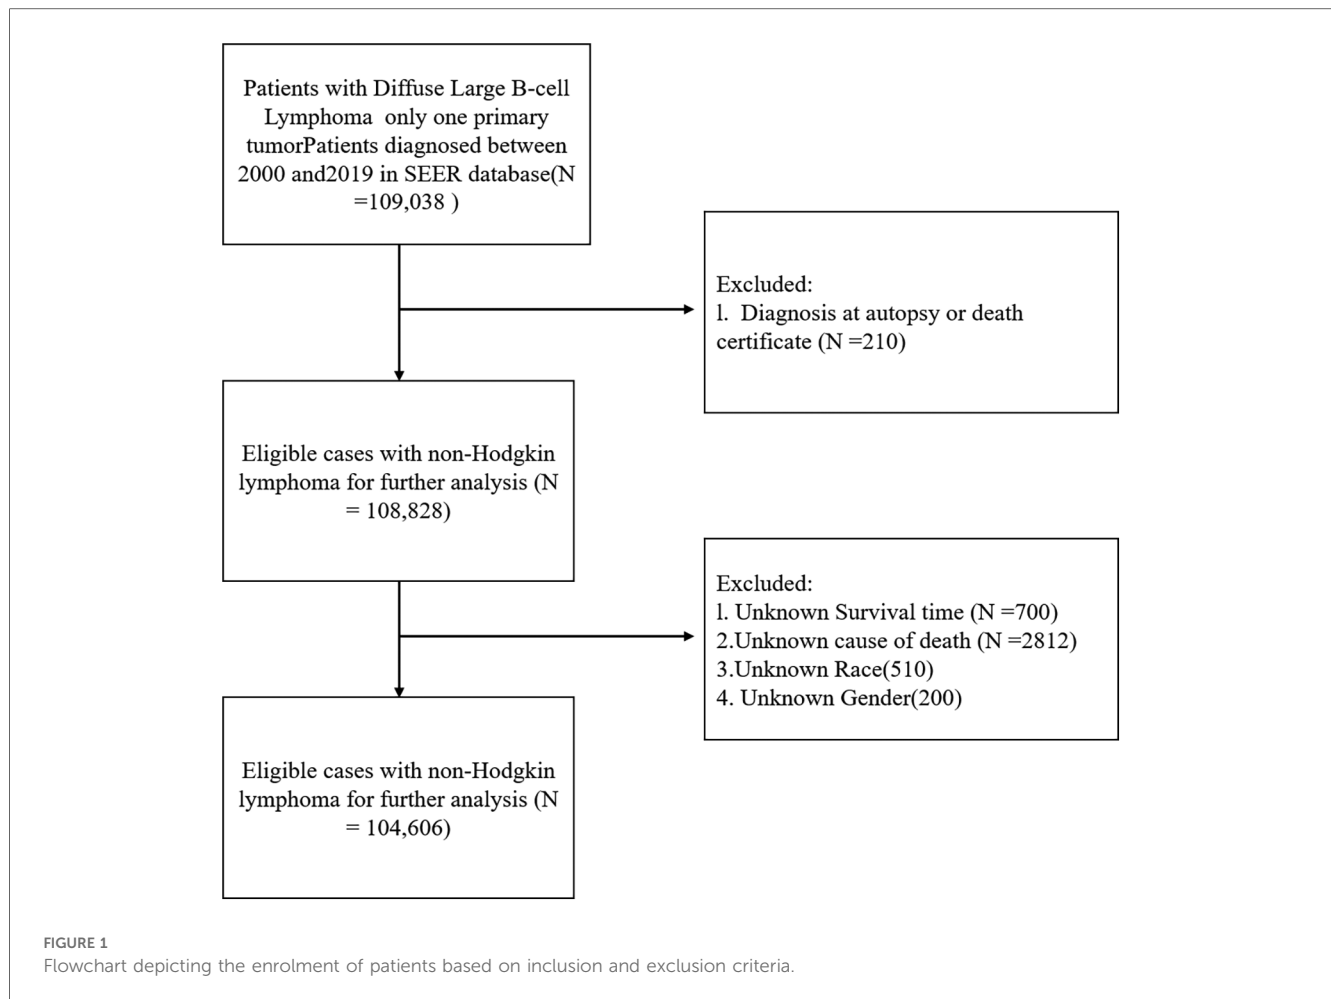 Patients with Diffuse Large B-cell
Lymphoma  only one primary
tumorPatients diagnosed between
2000 and2019 in SEER database(N
=109,038 )
Excluded:
l.  Diagnosis at autopsy or death
certificate (N =210)
Eligible cases with non-Hodgkin
lymphoma for further analysis (N
= 108,828)
Excluded:
l. Unknown Survival time (N =700)
2.Unknown cause of death (N =2812)
3.Unknown Race(510)
4. Unknown Gender(200)
Eligible cases with non-Hodgkin
lymphoma for further analysis (N
= 104,606)
FIGURE 1
Flowchart depicting the enrolment of patients based on inclusion and exclusion criteria.